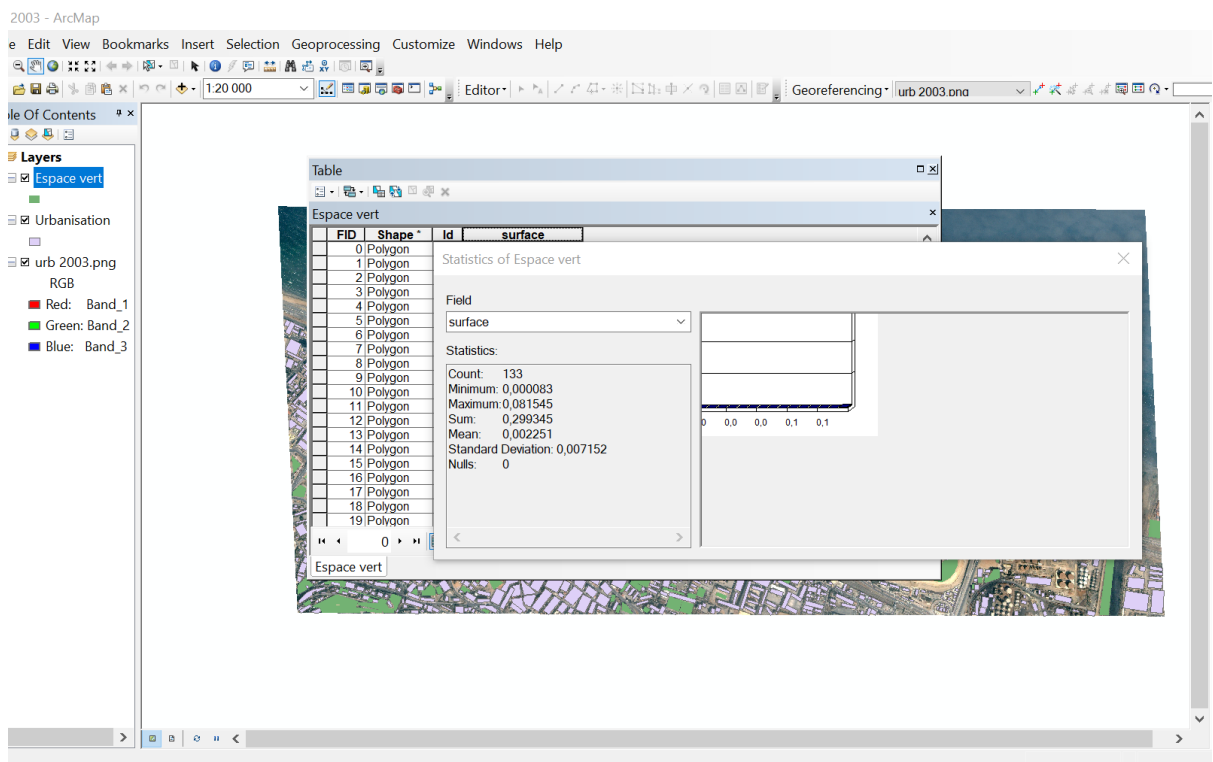 2003 - ArcMap
e Edit View Bookmarks Insert Selection Geoprocessing Customize Windows Help
1:20 000 Editor Georeferencing urb 2003.png
le Of Contents
Layers
Espace vert
Urbanisation
urb 2003.png
RGB
Red: Band_1
Green: Band_2
Blue: Band_3
Table
Espace vert
FID Shape * Id surface
0 Polygon
1 Polygon
2 Polygon
3 Polygon
4 Polygon
5 Polygon
6 Polygon
7 Polygon
8 Polygon
9 Polygon
10 Polygon
11 Polygon
12 Polygon
13 Polygon
14 Polygon
15 Polygon
16 Polygon
17 Polygon
18 Polygon
19 Polygon
0
Espace vert
Statistics of Espace vert
Field
surface
Statistics:
Count: 133
Minimum: 0,000083
Maximum:0,081545
Sum: 0,299345
Mean: 0,002251
Standard Deviation: 0,007152
Nulls: 0
0 0,0 0,0 0,1 0,1